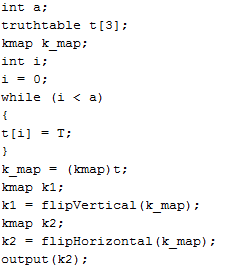 int a;
truthtable t[3];
kmap k_map;
int i;
i = 0;
while (i < a)
{
t[i] = T;
}
k_map = (kmap)t;
kmap k1;
k1 = flipVertical(k_map);
kmap k2;
k2 = flipHorizontal(k_map);
output(k2);